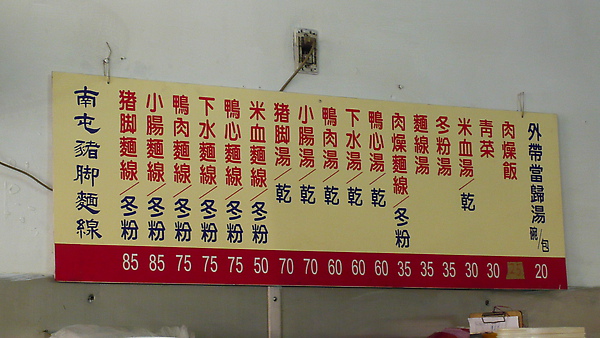 南屯豬脚麵線
猪脚麵線/冬粉 85
小腸麵線/冬粉 85
鴨肉麵線/冬粉 75
下水麵線/冬粉 75
鴨心麵線/冬粉 75
米血麵線/冬粉 50
猪脚湯/乾 70
小腸湯/乾 70
鴨肉湯/乾 60
下水湯/乾 60
鴨心湯/乾 60
肉燥麵線/冬粉 35
麵線湯 35
冬粉湯 35
米血湯/乾 30
青菜 30
肉燥飯
外帶當歸湯碗/包 20